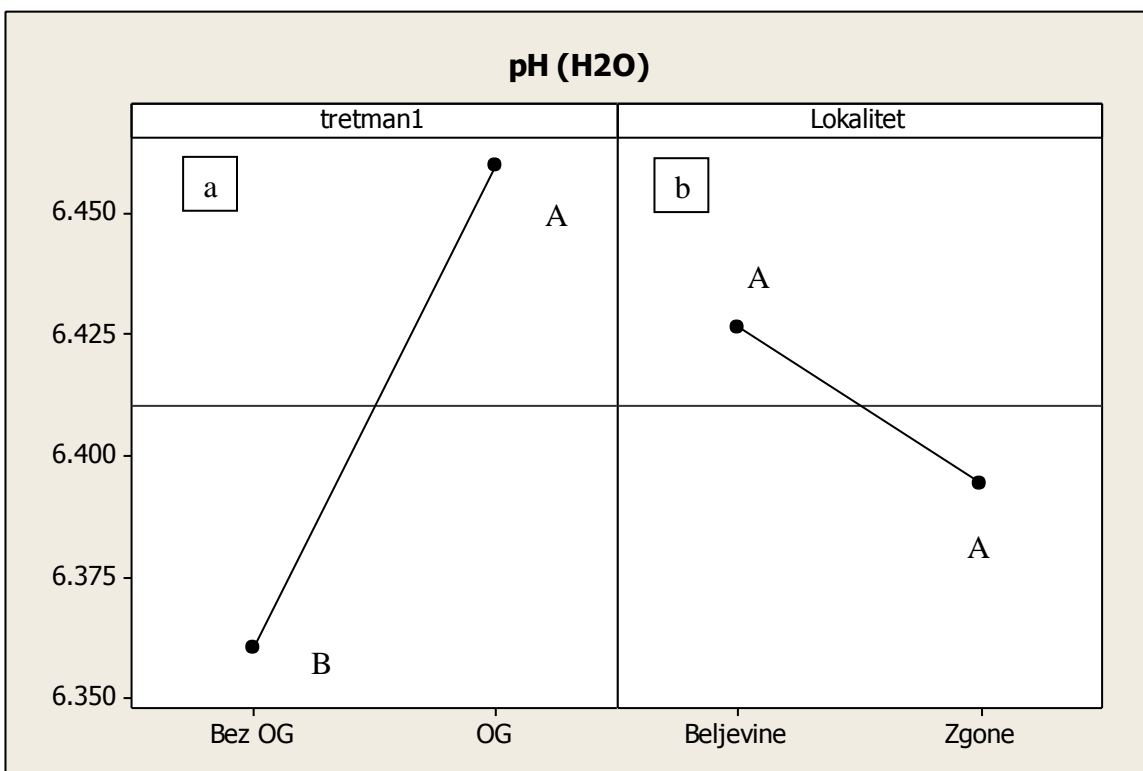 pH (H2O)
tretman1 Lokalitet
a b
6.450
A
A
6.425
6.400
A
6.375
B
6.350
Bez OG OG Beljevine Zgone